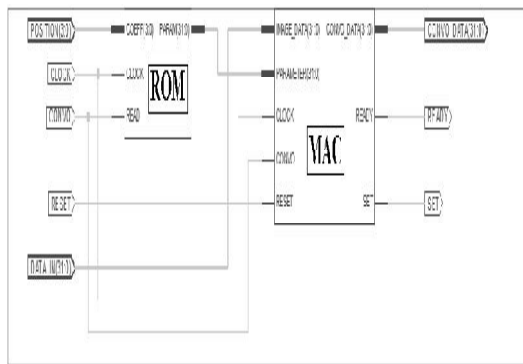 POSITION(3:0)
COEFF(3:0) PARAM(31:0)
IMAGE_DATA(31:0) CONVO_DATA(31:0)
CONVO_DATA(31:0)
CLOCK
CLOCK
ROM
PARAMETER(31:0)
CONVO
READ
CLOCK
READY
READY
MAC
CONVO
RESET
RESET
SET
SET
DATA_IN(31:0)